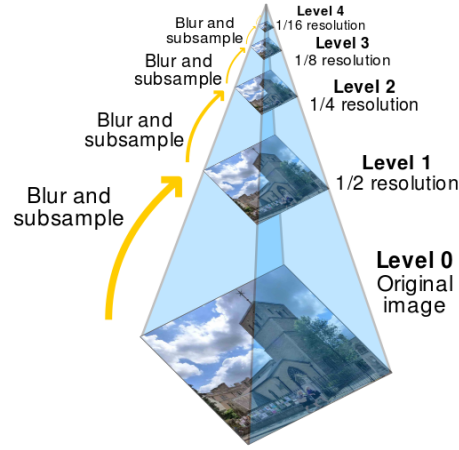 Level 4
1/16 resolution
Blur and
subsample
Level 3
1/8 resolution
Blur and
subsample
Level 2
1/4 resolution
Blur and
subsample
Level 1
1/2 resolution
Blur and
subsample
Level 0
Original
image